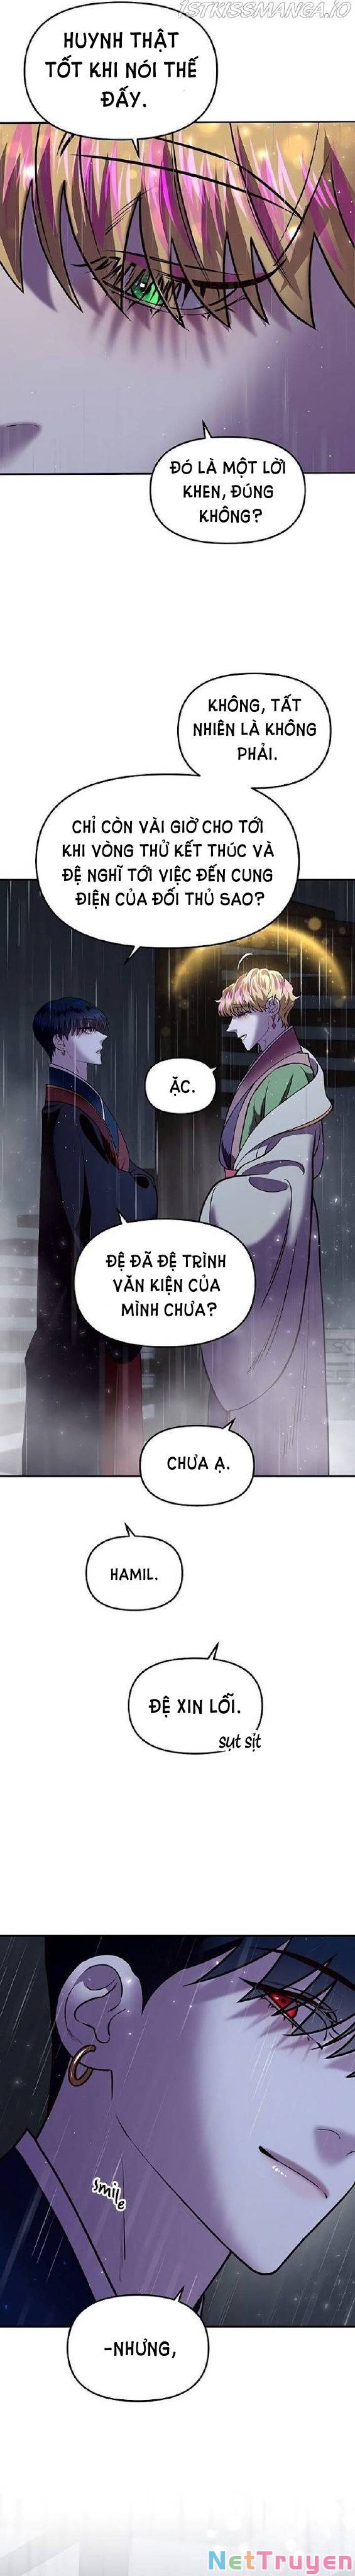 1STKISSMANGA.IO
HUYNH THẬT
TỐT KHI NÓI THẾ
ĐẤY.
ĐÓ LÀ MỘT LỜI
KHEN, ĐÚNG
KHÔNG?
KHÔNG, TẤT
NHIÊN LÀ KHÔNG
PHẢI.
CHỈ CÒN VÀI GIỜ CHO TỚI
KHI VÒNG THỬ KẾT THÚC VÀ
ĐỆ NGHĨ TỚI VIỆC ĐẾN CUNG
ĐIỆN CỦA ĐỐI THỦ SAO?
ẶC.
ĐỆ ĐÃ ĐỆ TRÌNH
VĂN KIỆN CỦA
MÌNH CHƯA?
CHƯA Ạ.
HAMIL.
ĐỆ XIN LỖI.
sụt sịt
smile
-NHƯNG,
NetTruyen